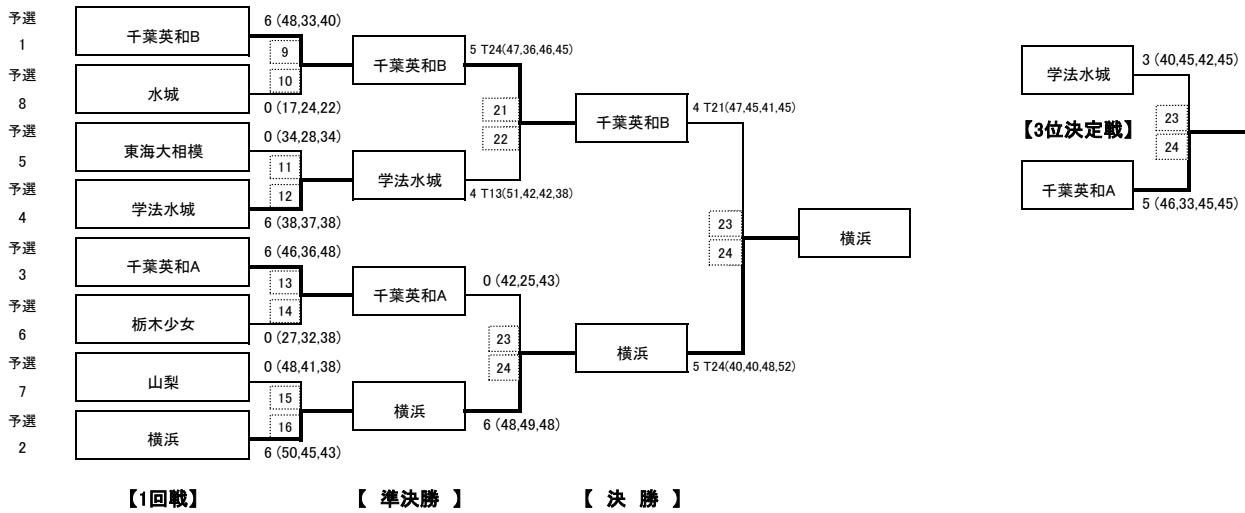 予選
1
千葉英和B
6 (48,33,40)
9
10
予選
8
水城
0 (17,24,22)
予選
5
東海大相模
0 (34,28,34)
11
12
予選
4
学法水城
6 (38,37,38)
予選
3
千葉英和A
6 (46,36,48)
13
14
予選
6
栃木少女
0 (27,32,38)
予選
7
山梨
0 (48,41,38)
15
16
予選
2
横浜
6 (50,45,43)
千葉英和B
5 T24(47,36,46,45)
21
22
学法水城
4 T13(51,42,42,38)
千葉英和A
0 (42,25,43)
23
24
横浜
6 (48,49,48)
千葉英和B
4 T21(47,45,41,45)
23
24
横浜
5 T24(40,40,48,52)
横浜
学法水城
3 (40,45,42,45)
【3位決定戦】
23
24
千葉英和A
5 (46,33,45,45)
【1回戦】
【 準決勝 】
【 決 勝 】